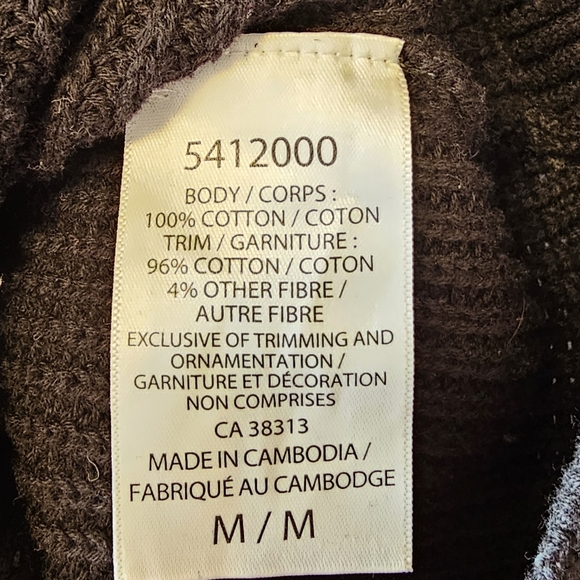 5412000
BODY / CORPS :
100% COTTON / COTON
TRIM / GARNITURE :
96% COTTON / COTON
4% OTHER FIBRE /
AUTRE FIBRE
EXCLUSIVE OF TRIMMING AND
ORNAMENTATION /
GARNITURE ET DÉCORATION
NON COMPRISES
CA 38313
MADE IN CAMBODIA /
FABRIQUÉ AU CAMBODGE
M / M